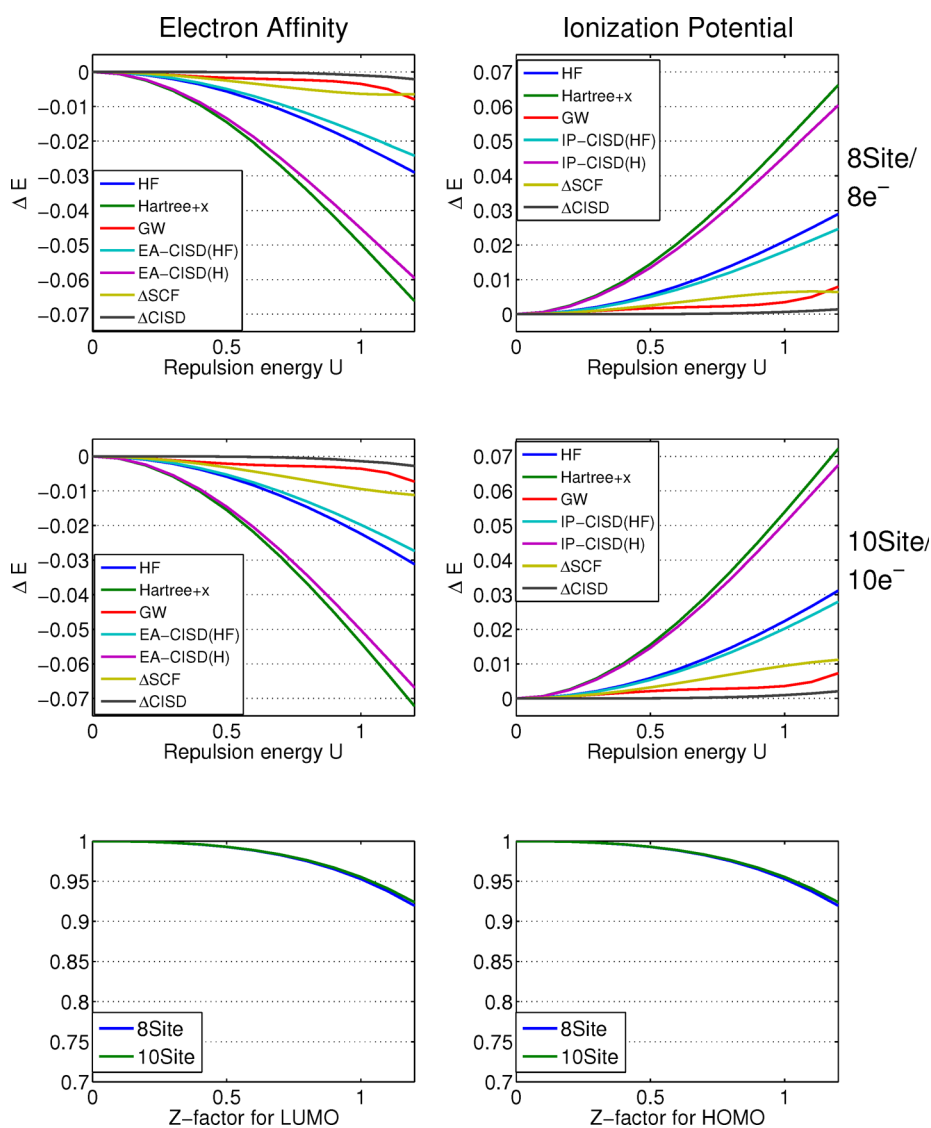 Electron Affinity
Ionization Potential
0
−0.01
−0.02
−0.03
−0.04
−0.05
−0.06
−0.07
Δ E
HF
Hartree+x
GW
EA−CISD(HF)
EA−CISD(H)
ΔSCF
ΔCISD
0
0.5
1
Repulsion energy U
0.07
0.06
0.05
0.04
0.03
0.02
0.01
0
Δ E
HF
Hartree+x
GW
IP−CISD(HF)
IP−CISD(H)
ΔSCF
ΔCISD
0
0.5
1
Repulsion energy U
8Site/
8e−
0
−0.01
−0.02
−0.03
−0.04
−0.05
−0.06
−0.07
Δ E
HF
Hartree+x
GW
EA−CISD(HF)
EA−CISD(H)
ΔSCF
ΔCISD
0
0.5
1
Repulsion energy U
0.07
0.06
0.05
0.04
0.03
0.02
0.01
0
Δ E
HF
Hartree+x
GW
IP−CISD(HF)
IP−CISD(H)
ΔSCF
ΔCISD
0
0.5
1
Repulsion energy U
10Site/
10e−
1
0.95
0.9
0.85
0.8
0.75
0.7
8Site
10Site
0
0.5
1
Z−factor for LUMO
1
0.95
0.9
0.85
0.8
0.75
0.7
8Site
10Site
0
0.5
1
Z−factor for HOMO